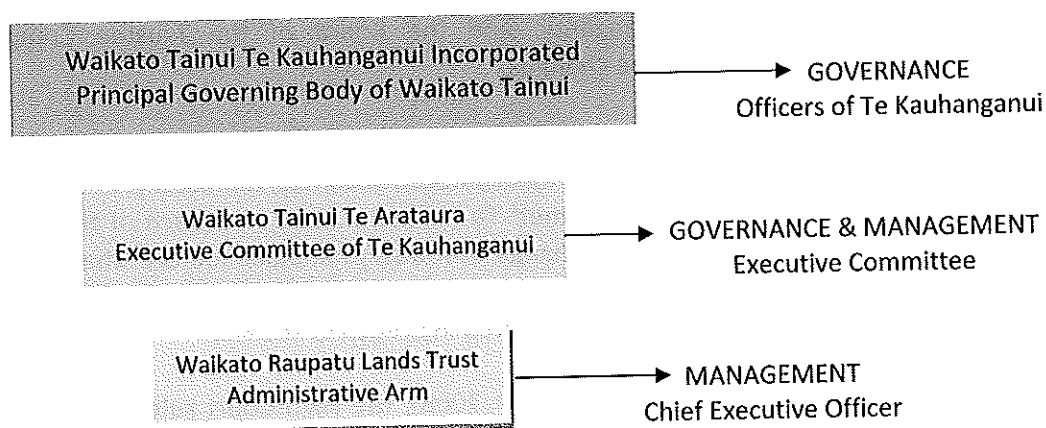 Waikato Tainui Te Kauhanganui Incorporated
Principal Governing Body of Waikato Tainui
GOVERNANCE
Officers of Te Kauhanganui
Waikato Tainui Te Arataura
Executive Committee of Te Kauhanganui
GOVERNANCE & MANAGEMENT
Executive Committee
Waikato Raupatu Lands Trust
Administrative Arm
MANAGEMENT
Chief Executive Officer